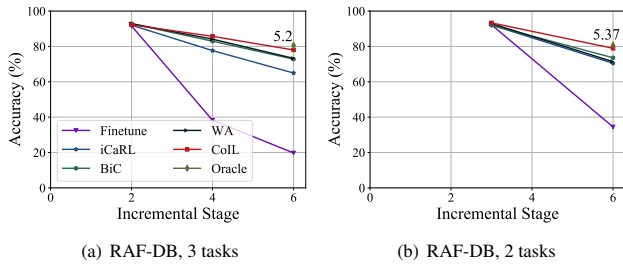 100
80
60
40
20
0
Accuracy (%)
5.2
Finetune
iCaRL
BiC
WA
CoIL
Oracle
0
2
4
6
Incremental Stage
(a) RAF-DB, 3 tasks
100
80
60
40
20
0
Accuracy (%)
5.37
0
2
4
6
Incremental Stage
(b) RAF-DB, 2 tasks